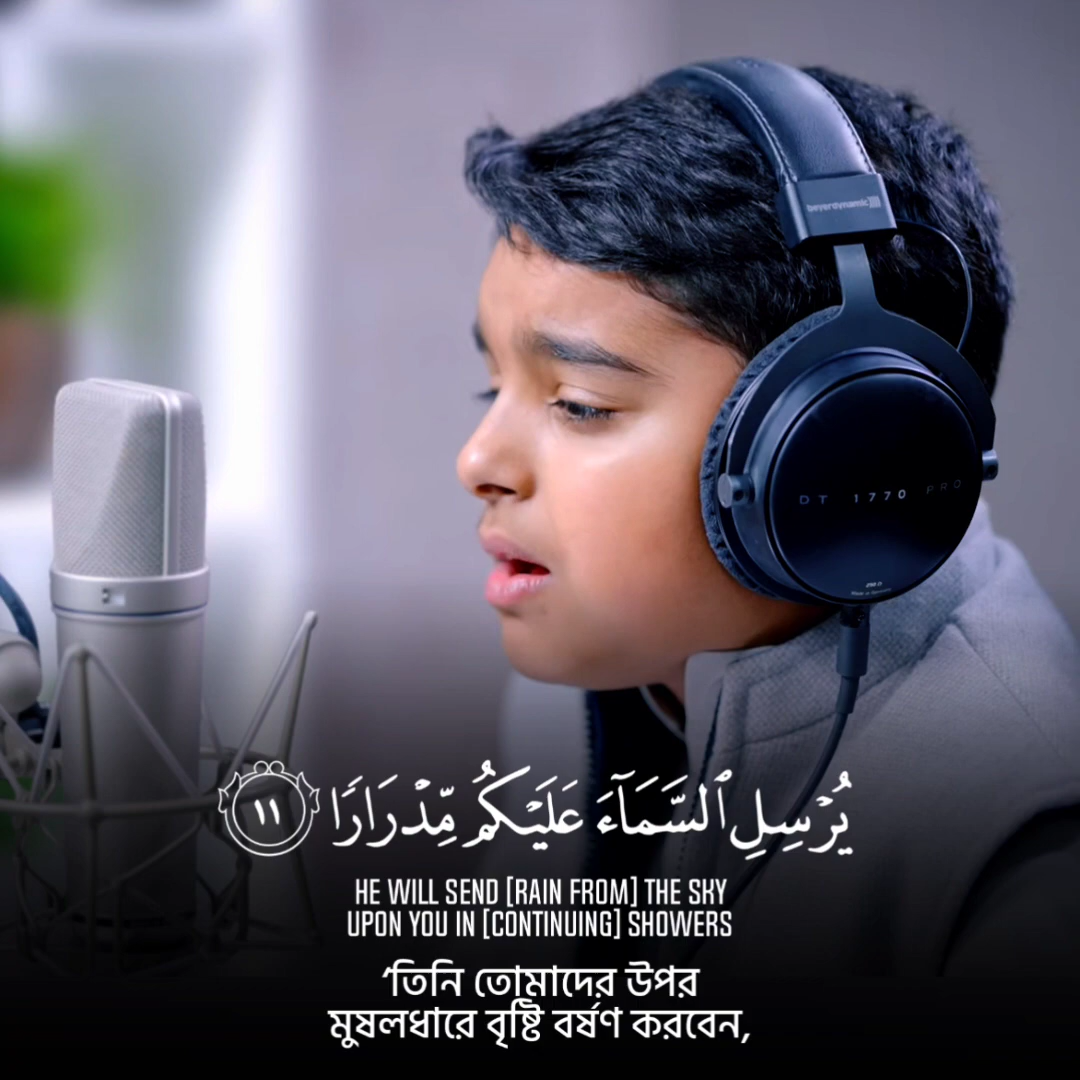 beyerdynamic
DT 1770 PRO
يُرْسِلِ ٱلسَّمَآءَ عَلَيْكُم مِّدْرَارًا ١١
HE WILL SEND [RAIN FROM] THE SKY
UPON YOU IN [CONTINUING] SHOWERS
‘তিনি তোমাদের উপর
মুষলধারে বৃষ্টি বর্ষণ করবেন,